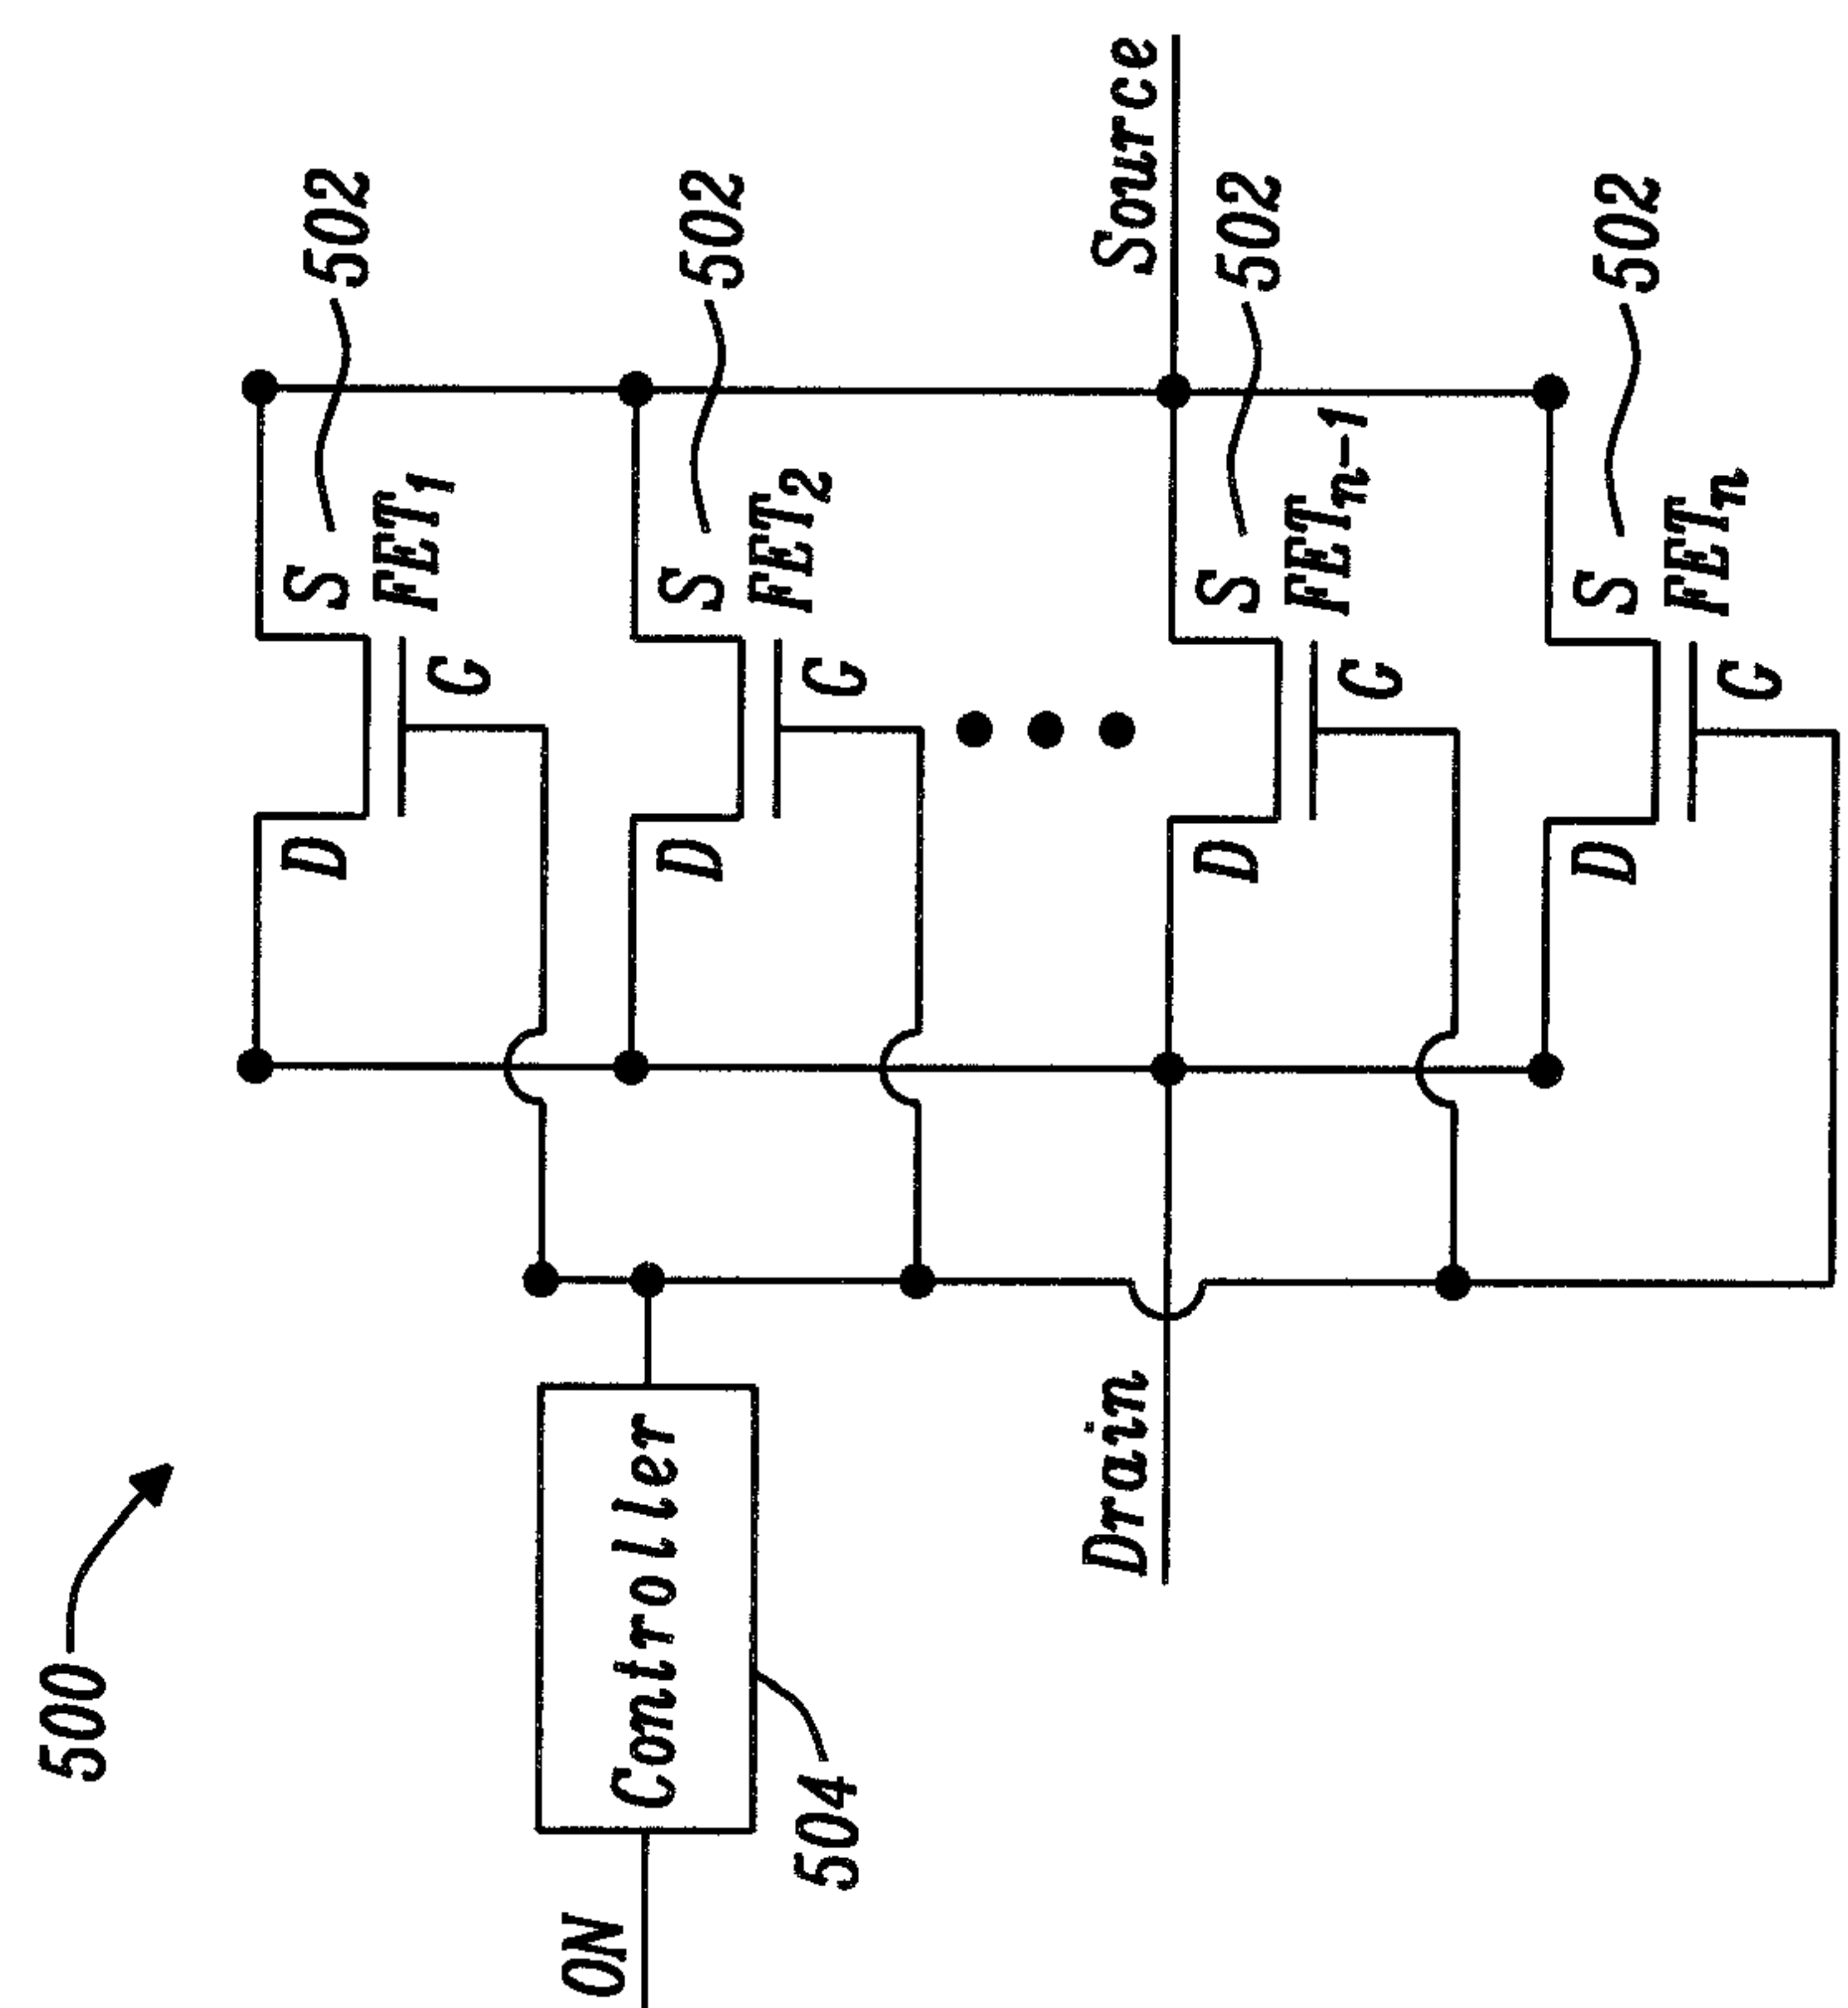 500
D
S
502
FET1
G
ON
Controller
504
D
S
502
FET2
G
Drain
Source
D
S
502
FETn-1
G
D
S
502
FETn
G